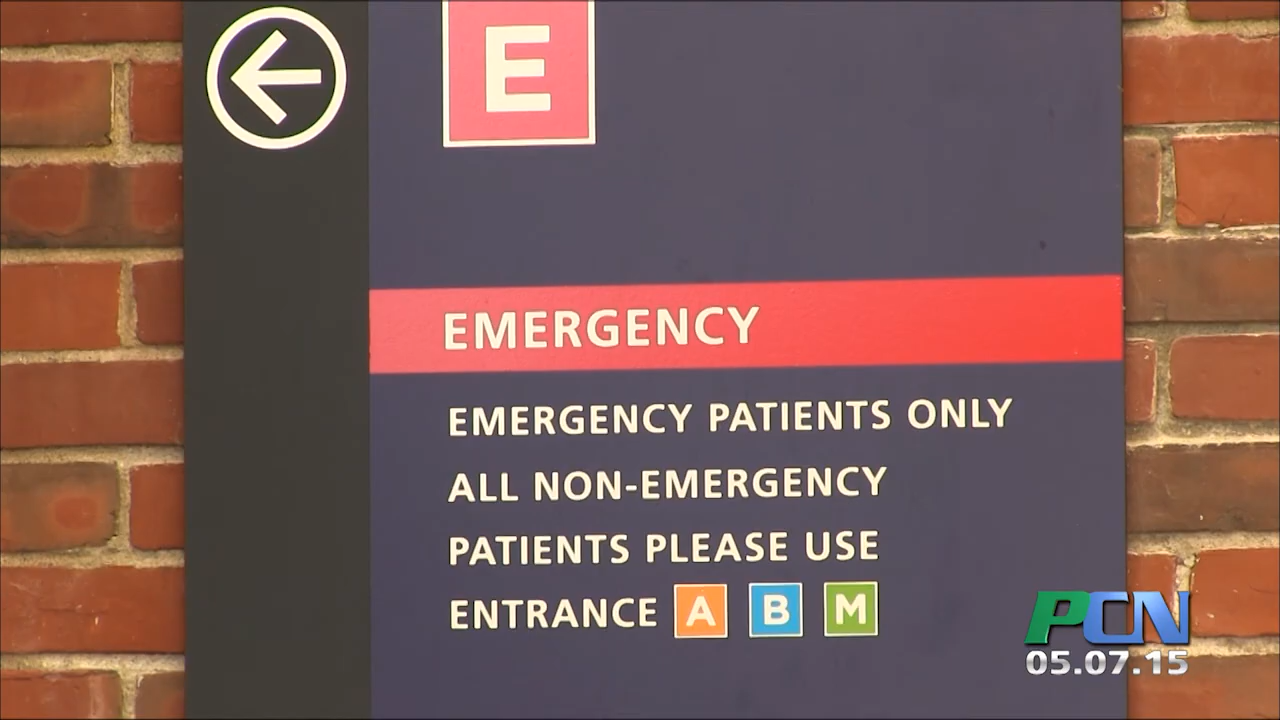 E
EMERGENCY
EMERGENCY PATIENTS ONLY
ALL NON-EMERGENCY
PATIENTS PLEASE USE
ENTRANCE A B M
PCN
05.07.15